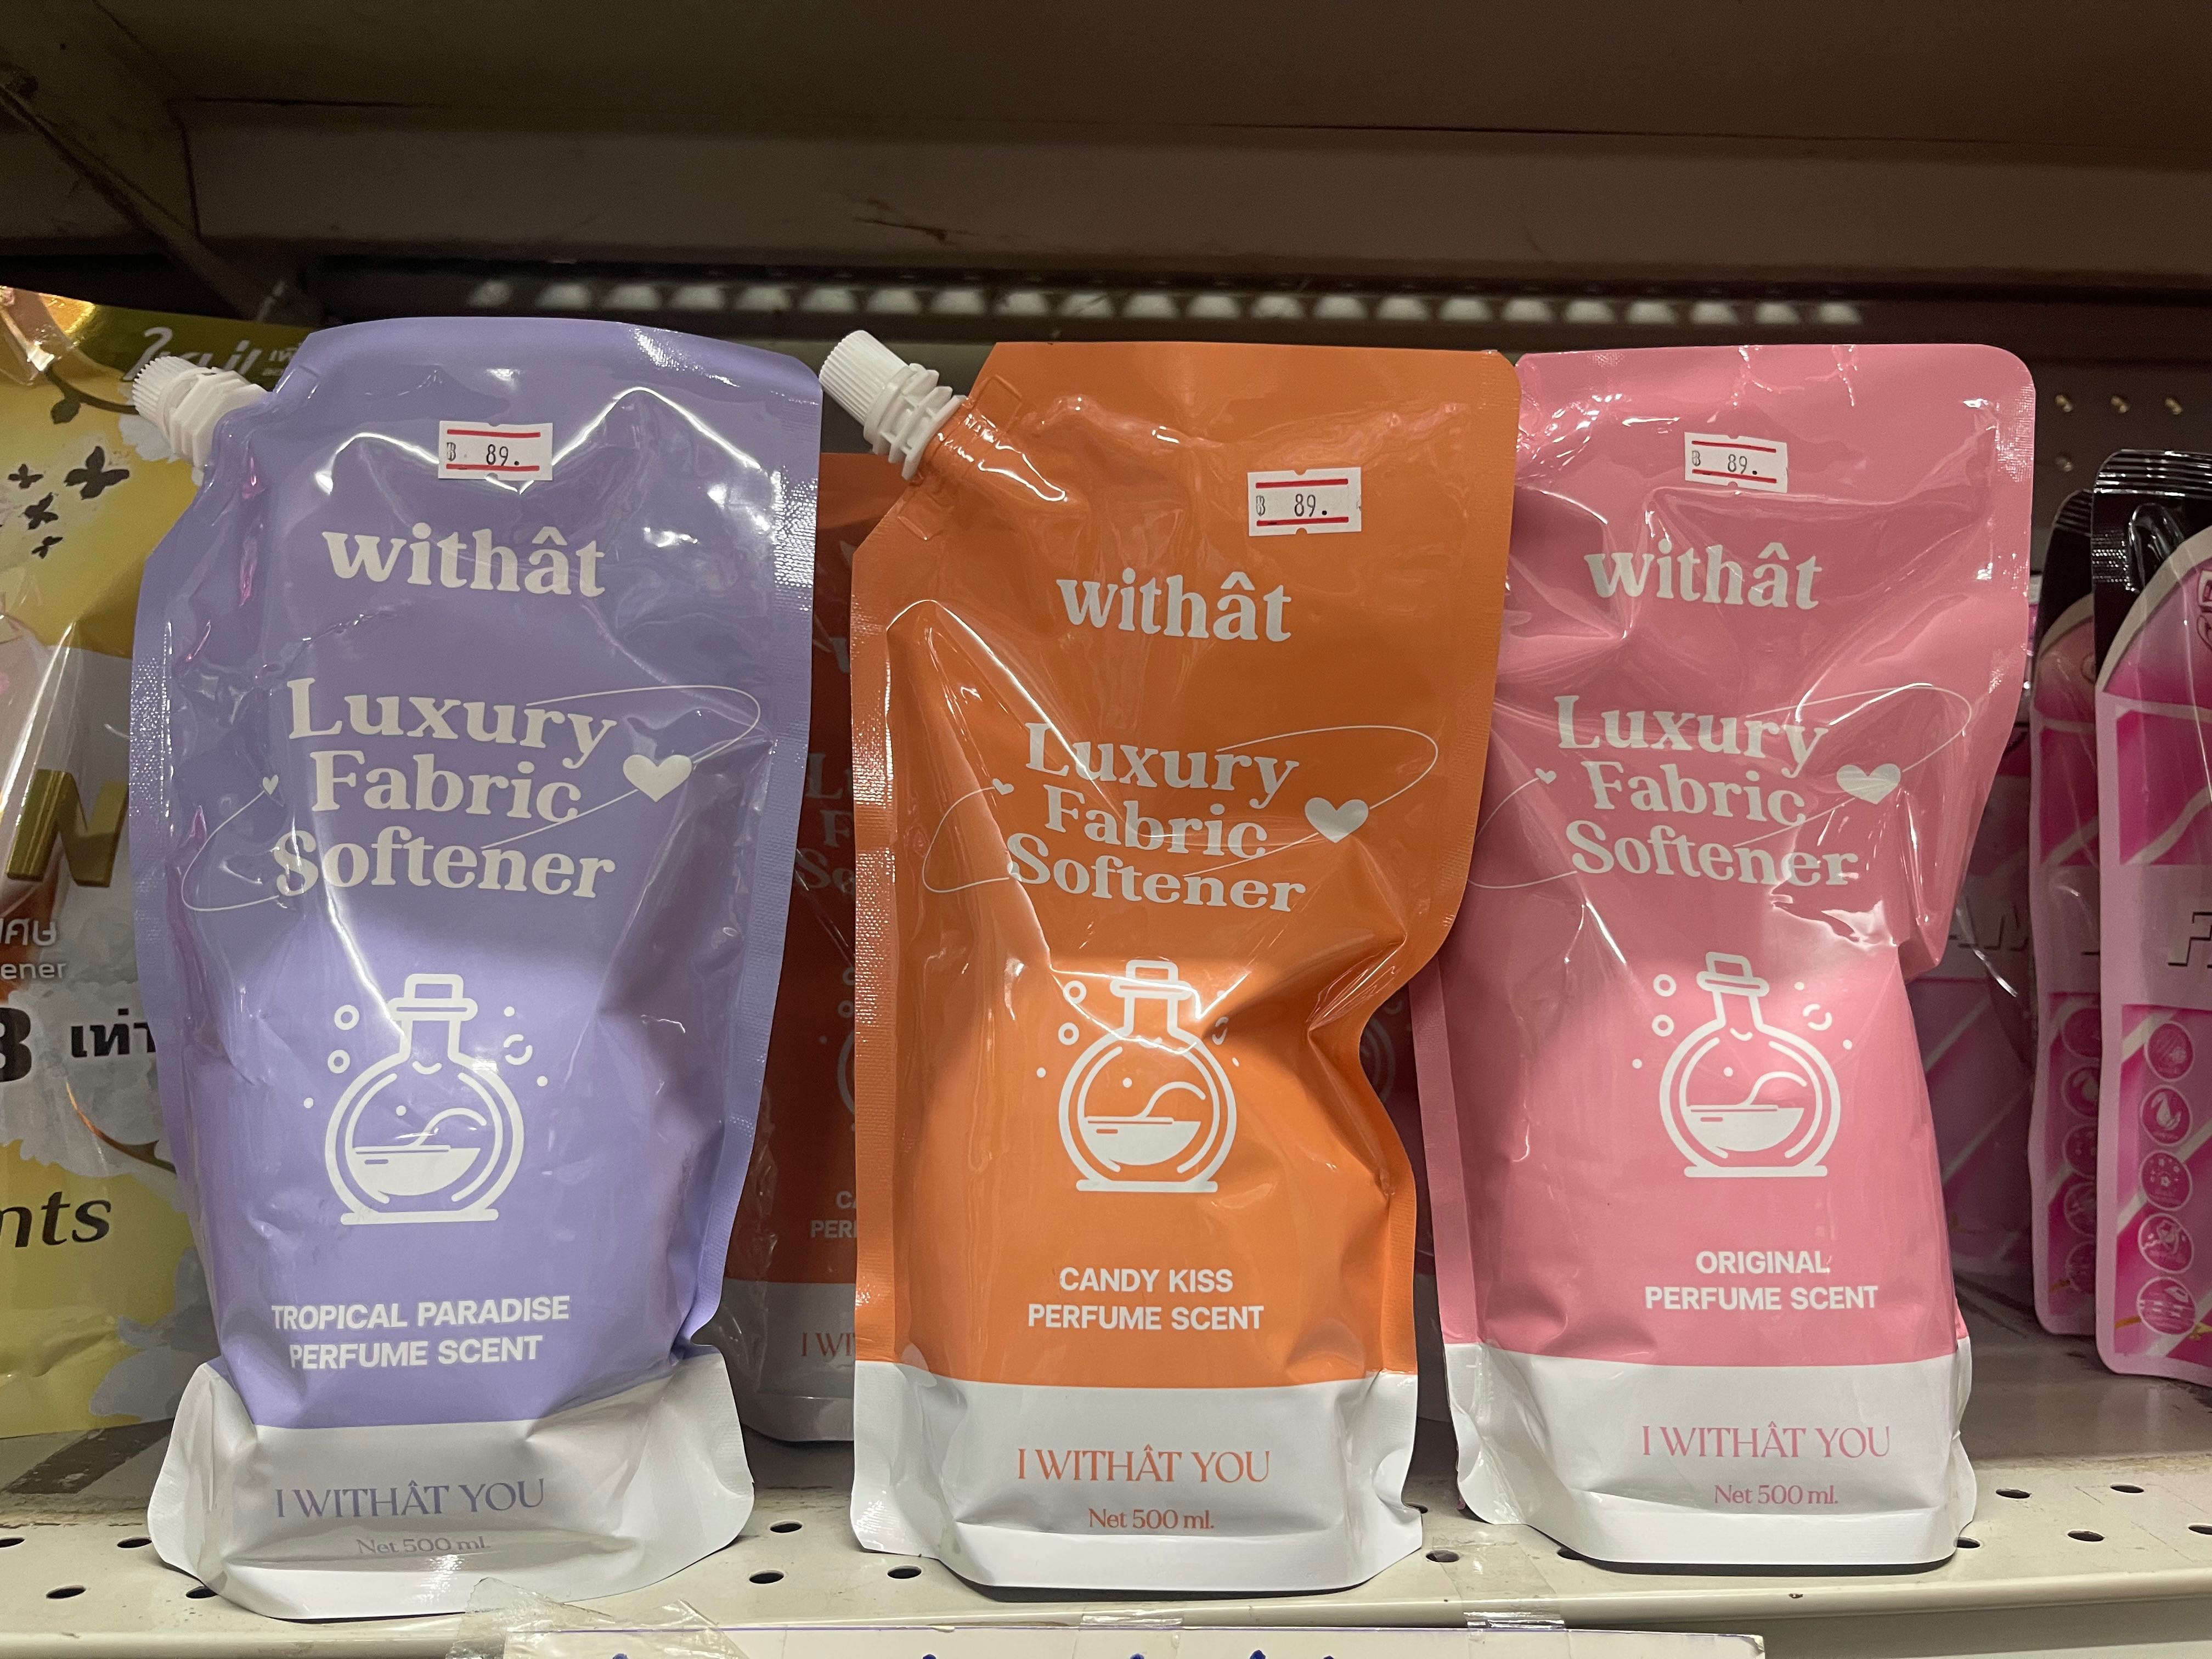 ฿ 89.
withât
Luxury
Fabric
Softener
TROPICAL PARADISE
PERFUME SCENT
I WITHÂT YOU
Net 500 ml.
฿ 89.
withât
Luxury
Fabric
Softener
CANDY KISS
PERFUME SCENT
I WITHÂT YOU
Net 500 ml.
฿ 89.
withât
Luxury
Fabric
Softener
ORIGINAL
PERFUME SCENT
I WITHÂT YOU
Net 500 ml.